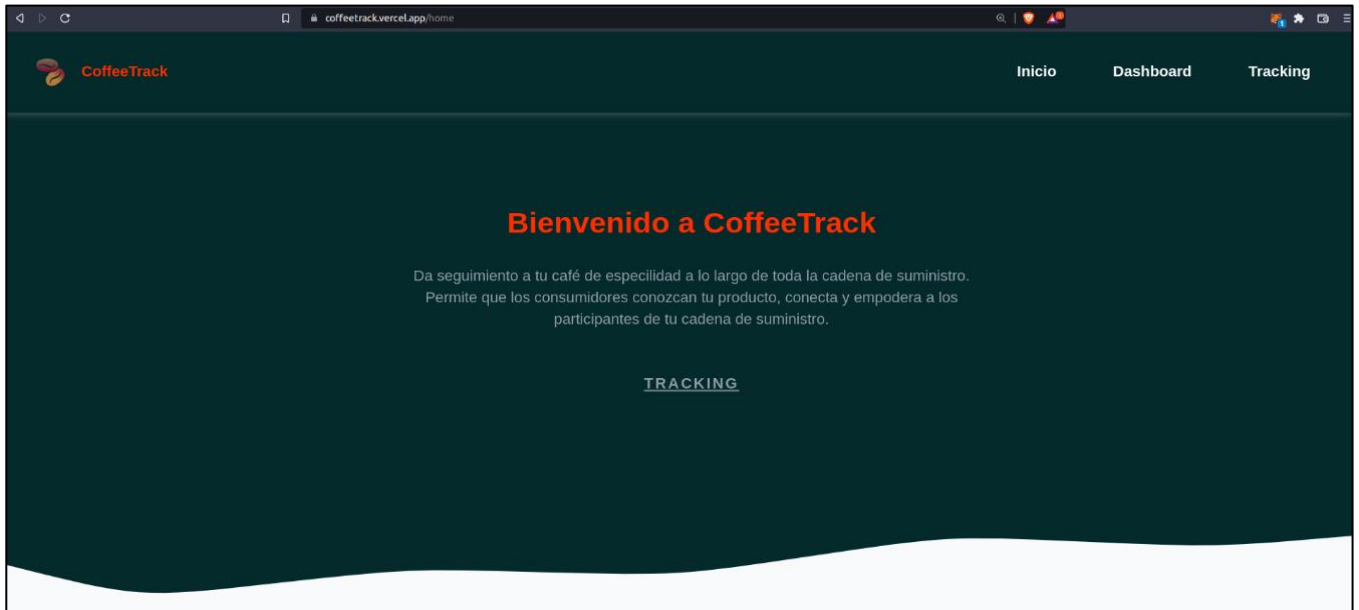 coffeetrack.vercel.app/home
CoffeeTrack
Inicio
Dashboard
Tracking
Bienvenido a CoffeeTrack
Da seguimiento a tu café de especilidad a lo largo de toda la cadena de suministro.
Permite que los consumidores conozcan tu producto, conecta y empodera a los
participantes de tu cadena de suministro.
TRACKING